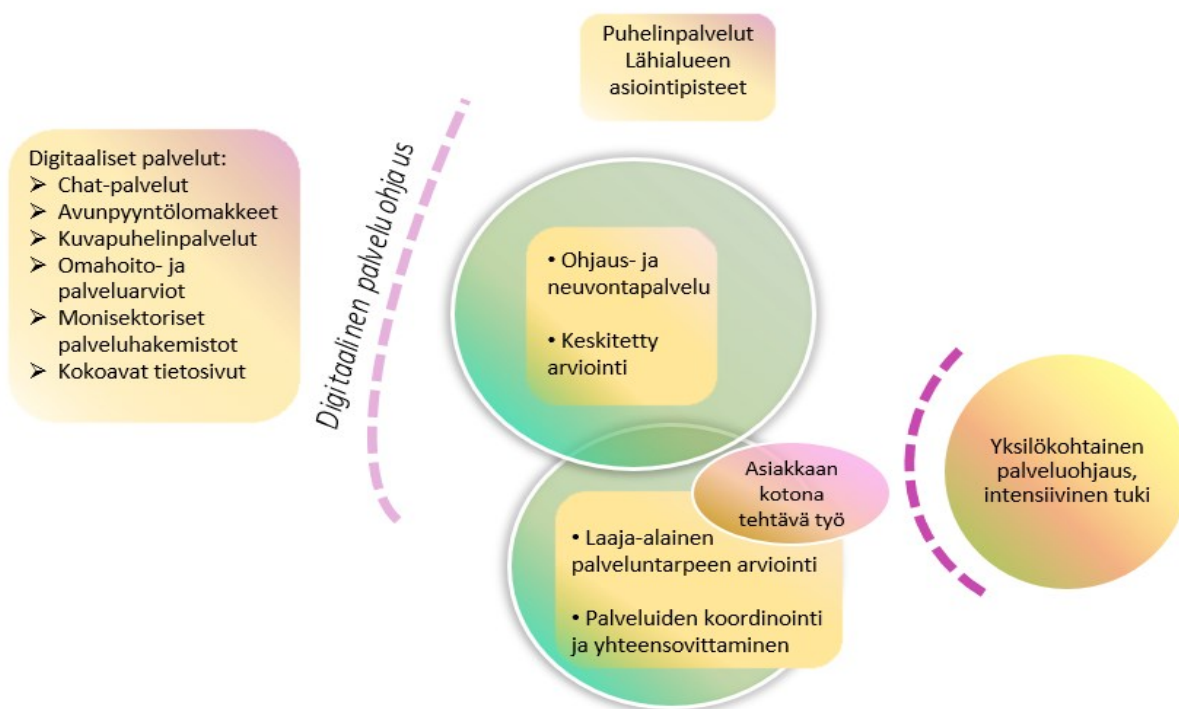 Puhelinpalvelut
Lähialueen
asiointipisteet
Digitaaliset palvelut:
➢ Chat-palvelut
➢ Avunpyyntölomakkeet
➢ Kuvapuhelinpalvelut
➢ Omahoito- ja
palveluarviot
➢ Monisektoriset
palveluhakemistot
➢ Kokoavat tietosivut
Digitaalinen palvelu ohjaus
• Ohjaus- ja
neuvontapalvelu
• Keskitetty
arviointi
Asiakkaan
kotona
tehtävä työ
• Laaja-alainen
palveluntarpeen arviointi
• Palveluiden koordinointi
ja yhteensovittaminen
Yksilökohtainen
palveluohjaus,
intensiivinen tuki